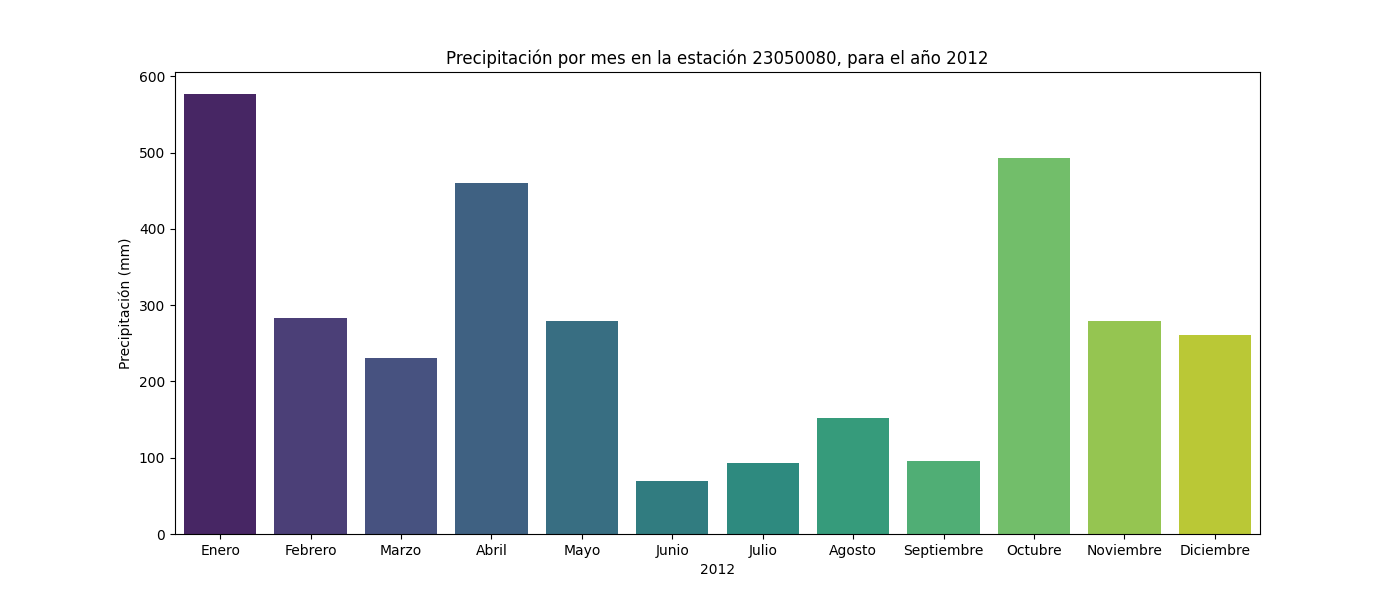 Precipitación por mes en la estación 23050080, para el año 2012
Precipitación (mm)
600
500
400
300
200
100
0
Enero Febrero Marzo Abril Mayo Junio Julio Agosto Septiembre Octubre Noviembre Diciembre
2012